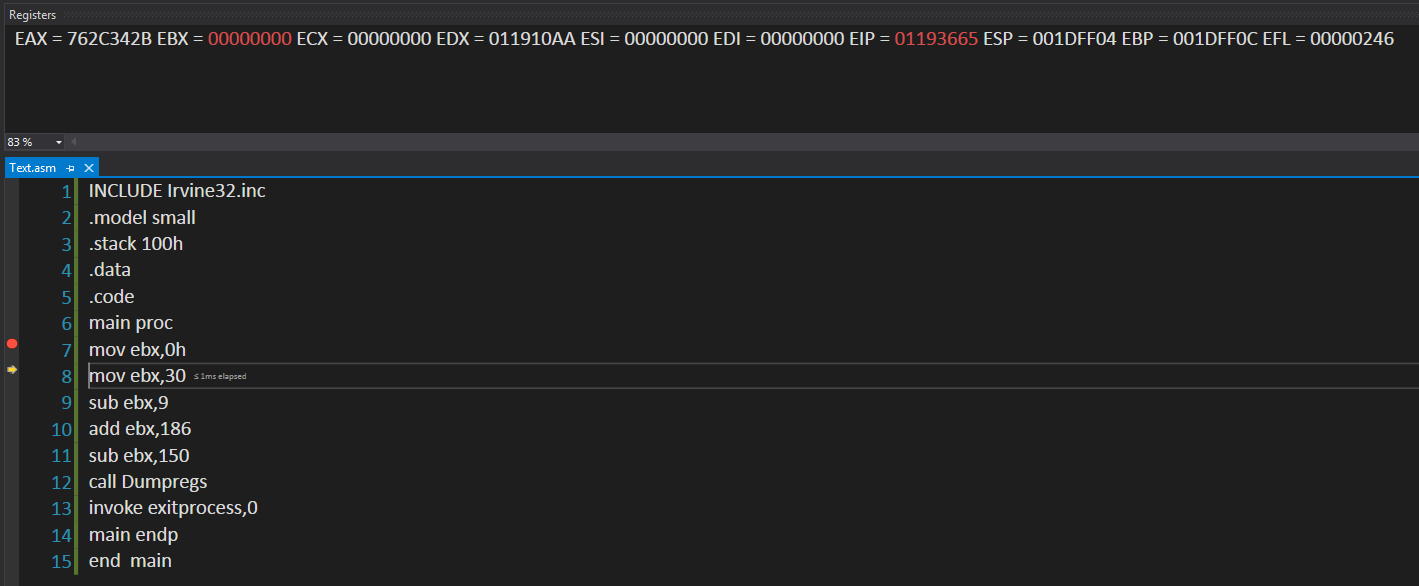 Registers
EAX = 762C342B EBX = 00000000 ECX = 00000000 EDX = 011910AA ESI = 00000000 EDI = 00000000 EIP = 01193665 ESP = 001DFF04 EBP = 001DFF0C EFL = 00000246
83 %
Text.asm
1 INCLUDE Irvine32.inc
2 .model small
3 .stack 100h
4 .data
5 .code
6 main proc
7 mov ebx,0h
8 mov ebx,30 ≤ 1ms elapsed
9 sub ebx,9
10 add ebx,186
11 sub ebx,150
12 call Dumpregs
13 invoke exitprocess,0
14 main endp
15 end  main